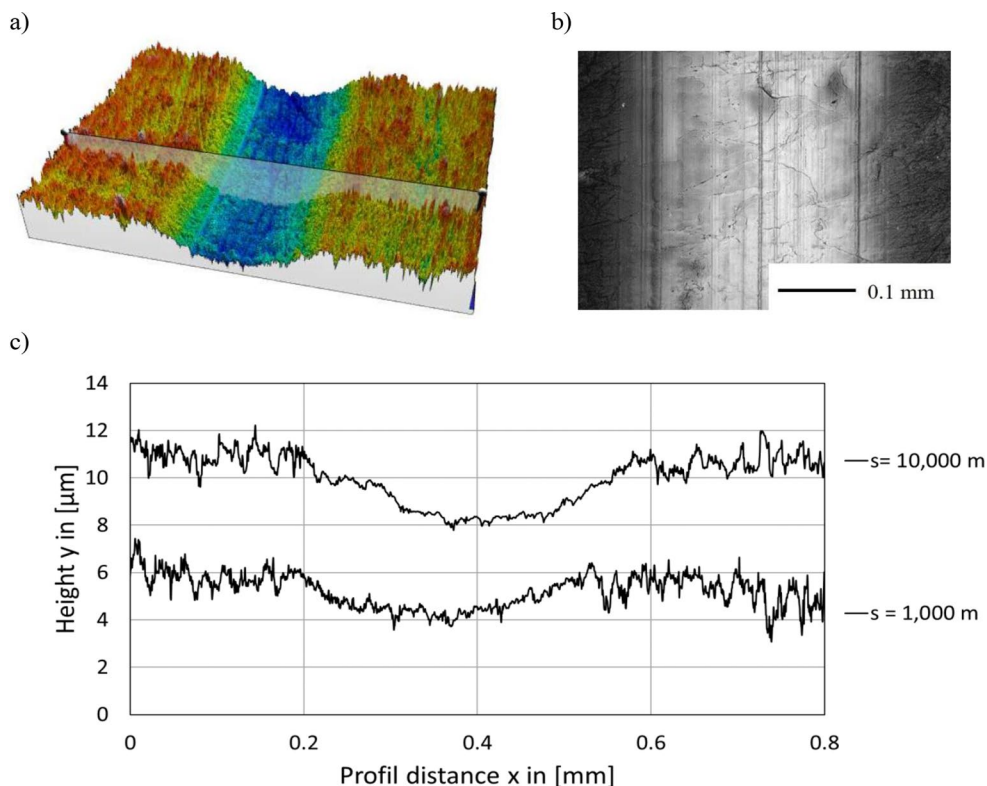 a)
b)
0.1 mm
c)
Height y in [µm]
14
12
10
8
6
4
2
0
0
0.2
0.4
0.6
0.8
Profil distance x in [mm]
s= 10,000 m
s = 1,000 m